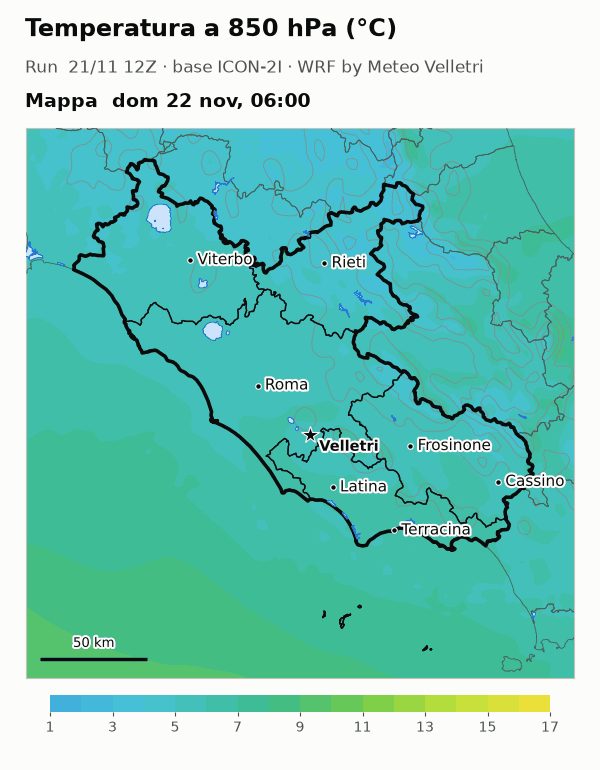 Temperatura a 850 hPa (°C)
Run  21/11 12Z · base ICON-2I · WRF by Meteo Velletri
Mappa  dom 22 nov, 06:00
Viterbo
Rieti
Roma
Velletri
Frosinone
Cassino
Latina
Terracina
50 km
1 3 5 7 9 11 13 15 17